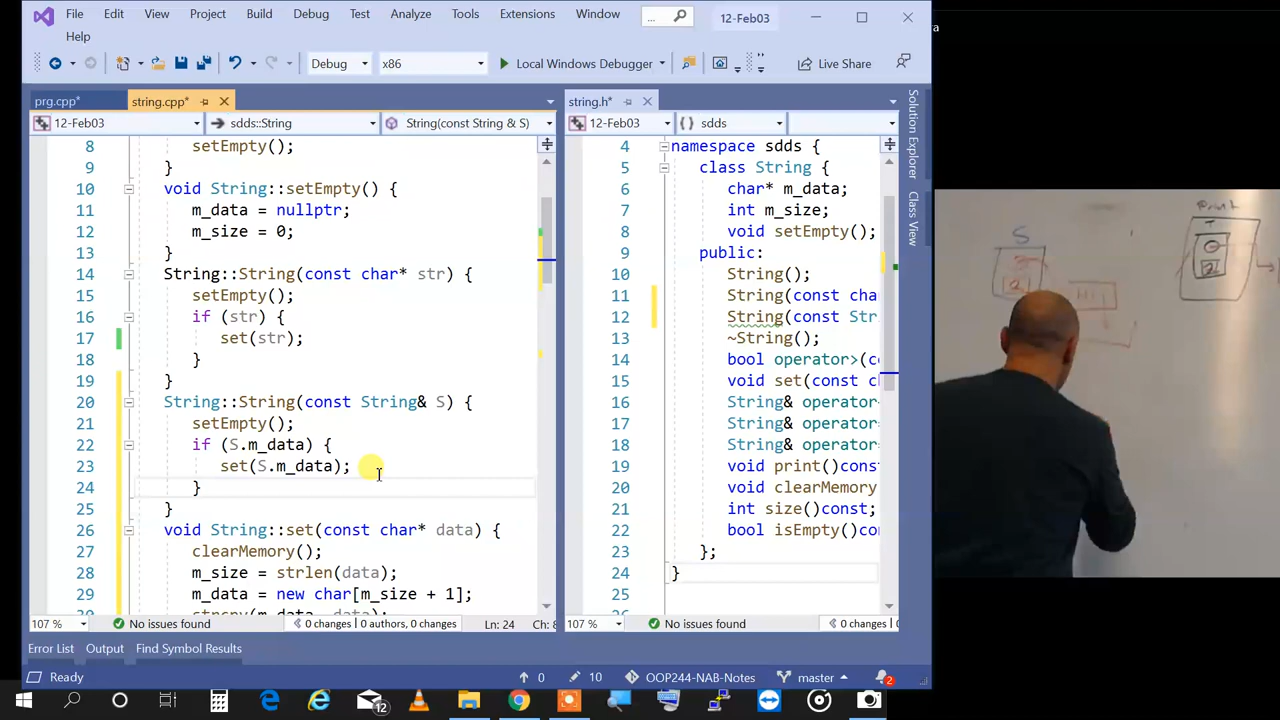 File Edit View Project Build Debug Test Analyze Tools Extensions Window ... 12-Feb03
Help
Debug x86 Local Windows Debugger Live Share
prg.cpp* string.cpp* string.h*
12-Feb03 sdds::String String(const String & S) 12-Feb03 sdds
8 setEmpty();
9 }
10 void String::setEmpty() {
11 m_data = nullptr;
12 m_size = 0;
13 }
14 String::String(const char* str) {
15 setEmpty();
16 if (str) {
17 set(str);
18 }
19 }
20 String::String(const String& S) {
21 setEmpty();
22 if (S.m_data) {
23 set(S.m_data);
24 }
25 }
26 void String::set(const char* data) {
27 clearMemory();
28 m_size = strlen(data);
29 m_data = new char[m_size + 1];
107 % No issues found 0 changes | 0 authors, 0 changes Ln: 24 Ch:
4 namespace sdds {
5 class String {
6 char* m_data;
7 int m_size;
8 void setEmpty();
9 public:
10 String();
11 String(const cha
12 String(const Str
13 ~String();
14 bool operator>(c
15 void set(const c
16 String& operator
17 String& operator
18 String& operator
19 void print()const
20 void clearMemory
21 int size()const;
22 bool isEmpty()co
23 };
24 }
25
107 % No issues found 0 changes |
Solution Explorer
Class View
Error List Output Find Symbol Results
Ready 0 10 OOP244-NAB-Notes master 2
12
a
S
2
T
2